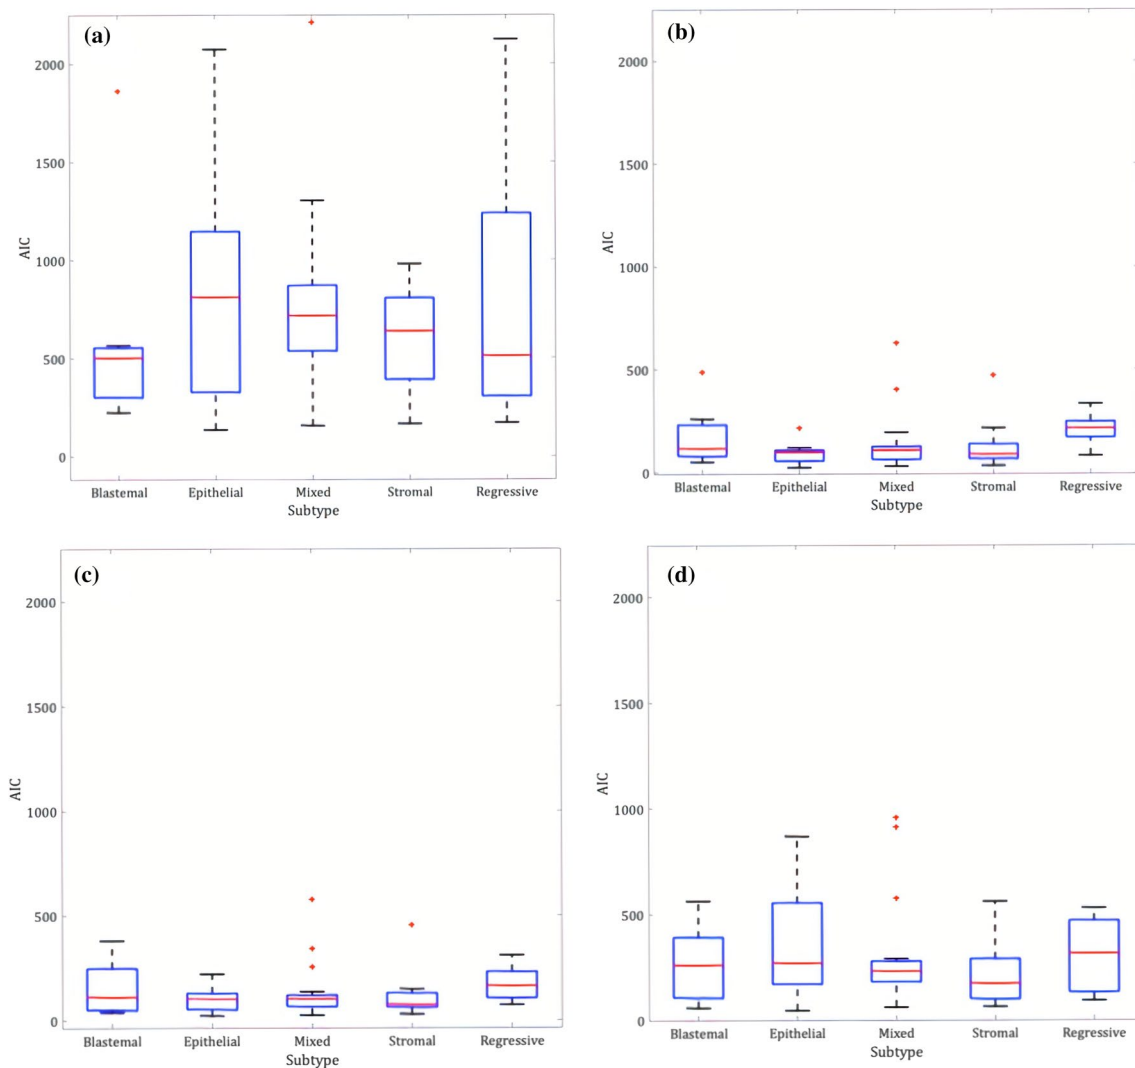 (a)
2000
1500
1000
500
0
AIC
Blastemal Epithelial Mixed Stromal Regressive
Subtype
(b)
2000
1500
1000
500
0
AIC
Blastemal Epithelial Mixed Stromal Regressive
Subtype
(c)
2000
1500
1000
500
0
AIC
Blastemal Epithelial Mixed Stromal Regressive
Subtype
(d)
2000
1500
1000
500
0
AIC
Blastemal Epithelial Mixed Stromal Regressive
Subtype